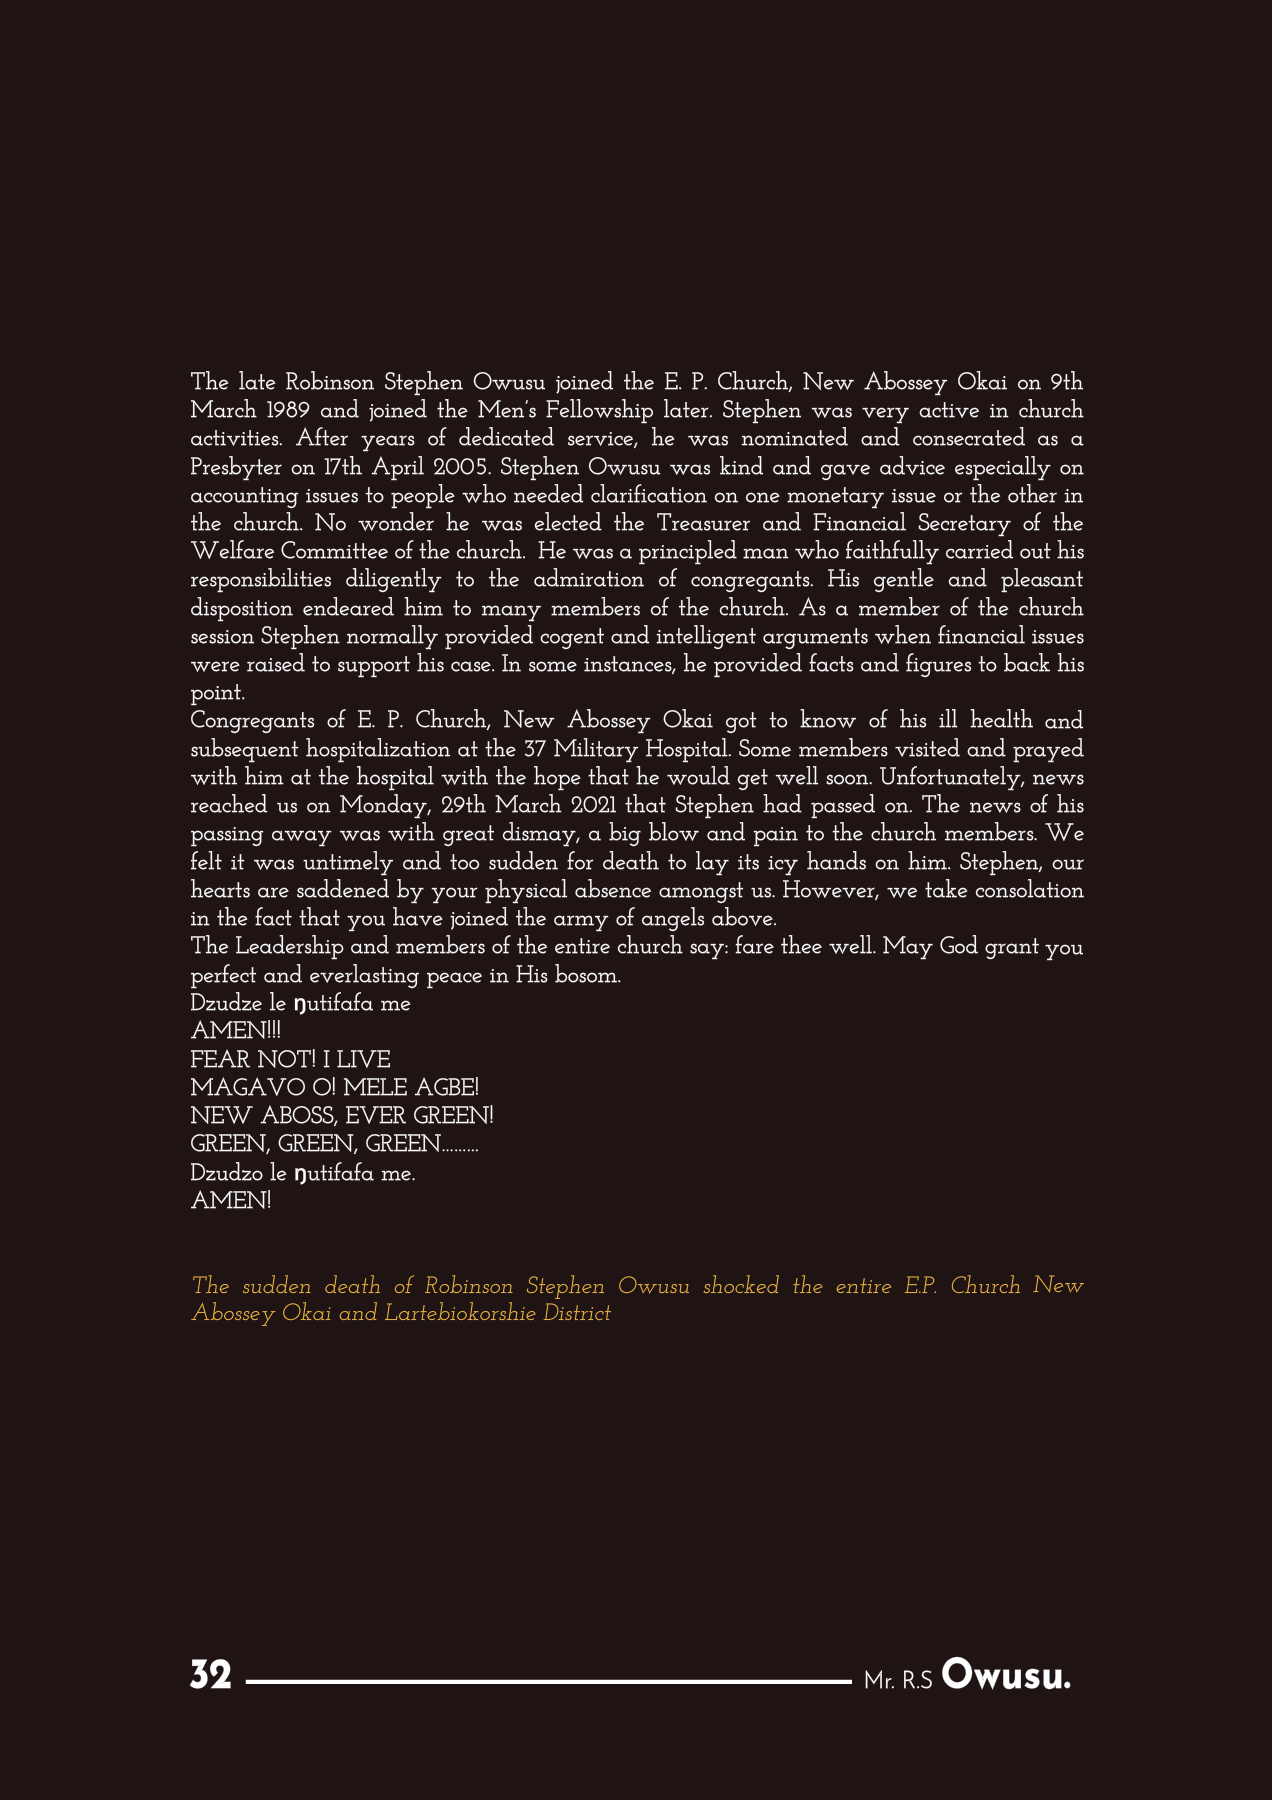 The late Robinson Stephen Owusu joined the E. P. Church, New Abossey Okai on 9th
March 1989 and joined the Men's Fellowship later. Stephen was very active in church
activities. After years of dedicated service, he was nominated and consecrated as a
Presbyter on 17th April 2005. Stephen Owusu was kind and gave advice especially on
accounting issues to people who needed clarification on one monetary issue or the other in
the church. No wonder he was elected the Treasurer and Financial Secretary of the
Welfare Committee of the church. He was a principled man who faithfully carried out his
responsibilities diligently to the admiration of congregants. His gentle and pleasant
disposition endeared him to many members of the church. As a member of the church
session Stephen normally provided cogent and intelligent arguments when financial issues
were raised to support his case. In some instances, he provided facts and figures to back his
point.
Congregants of E. P. Church, New Abossey Okai got to know of his ill health and
subsequent hospitalization at the 37 Military Hospital. Some members visited and prayed
with him at the hospital with the hope that he would get well soon. Unfortunately, news
reached us on Monday, 29th March 2021 that Stephen had passed on. The news of his
passing away was with great dismay, a big blow and pain to the church members. We
felt it was untimely and too sudden for death to lay its icy hands on him. Stephen, our
hearts are saddened by your physical absence amongst us. However, we take consolation
in the fact that you have joined the army of angels above.
The Leadership and members of the entire church say: fare thee well. May God grant you
perfect and everlasting peace in His bosom.
Dzudze le ŋutifafa me
AMEN!!!
FEAR NOT! I LIVE
MAGAVO O! MELE AGBE!
NEW ABOSS, EVER GREEN!
GREEN, GREEN, GREEN.........
Dzudzo le ŋutifafa me.
AMEN!
The sudden death of Robinson Stephen Owusu shocked the entire E.P. Church New
Abossey Okai and Lartebiokorshie District
32 Mr. R.S Owusu.